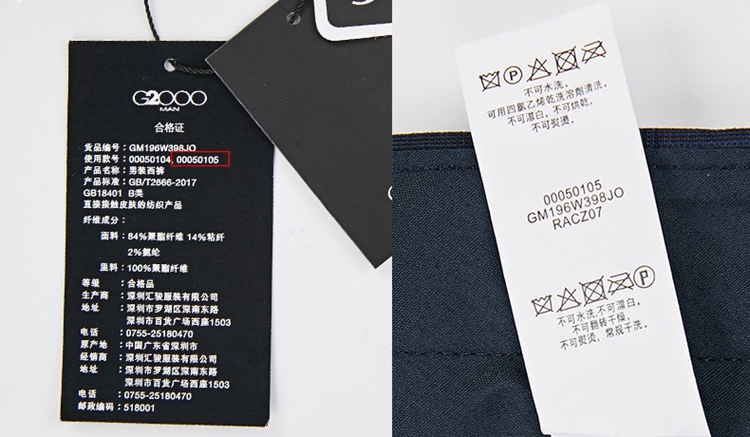 G2000
MAN
合格证
货品编号：GM196W398JO
使用款号：00050104, 00050105
产品名称：男装西裤
产品标准：GB/T2666-2017
GB18401 B类
直接接触皮肤的纺织产品
纤维成分：
面料：84%聚酯纤维 14%粘纤
2%氨纶
里料：100%聚酯纤维
等级：合格品
生产商：深圳汇骏服装有限公司
地址：深圳市罗湖区深南东路
深圳市百货广场西座1503
电话：0755-25180470
原产地：中国广东省深圳市
经销商：深圳汇骏服装有限公司
地址：深圳市罗湖区深南东路
深圳市百货广场西座1503
电话：0755-25180470
邮政编码：518001
P
不可水洗，
可用四氯乙烯乾洗溶劑清洗，
不可漂白，不可烘乾，
不可熨燙。
00050105
GM196W398JO
RACZ07
P
不可水洗，不可漂白，
不可翻转干燥，
不可熨烫，常规干洗。